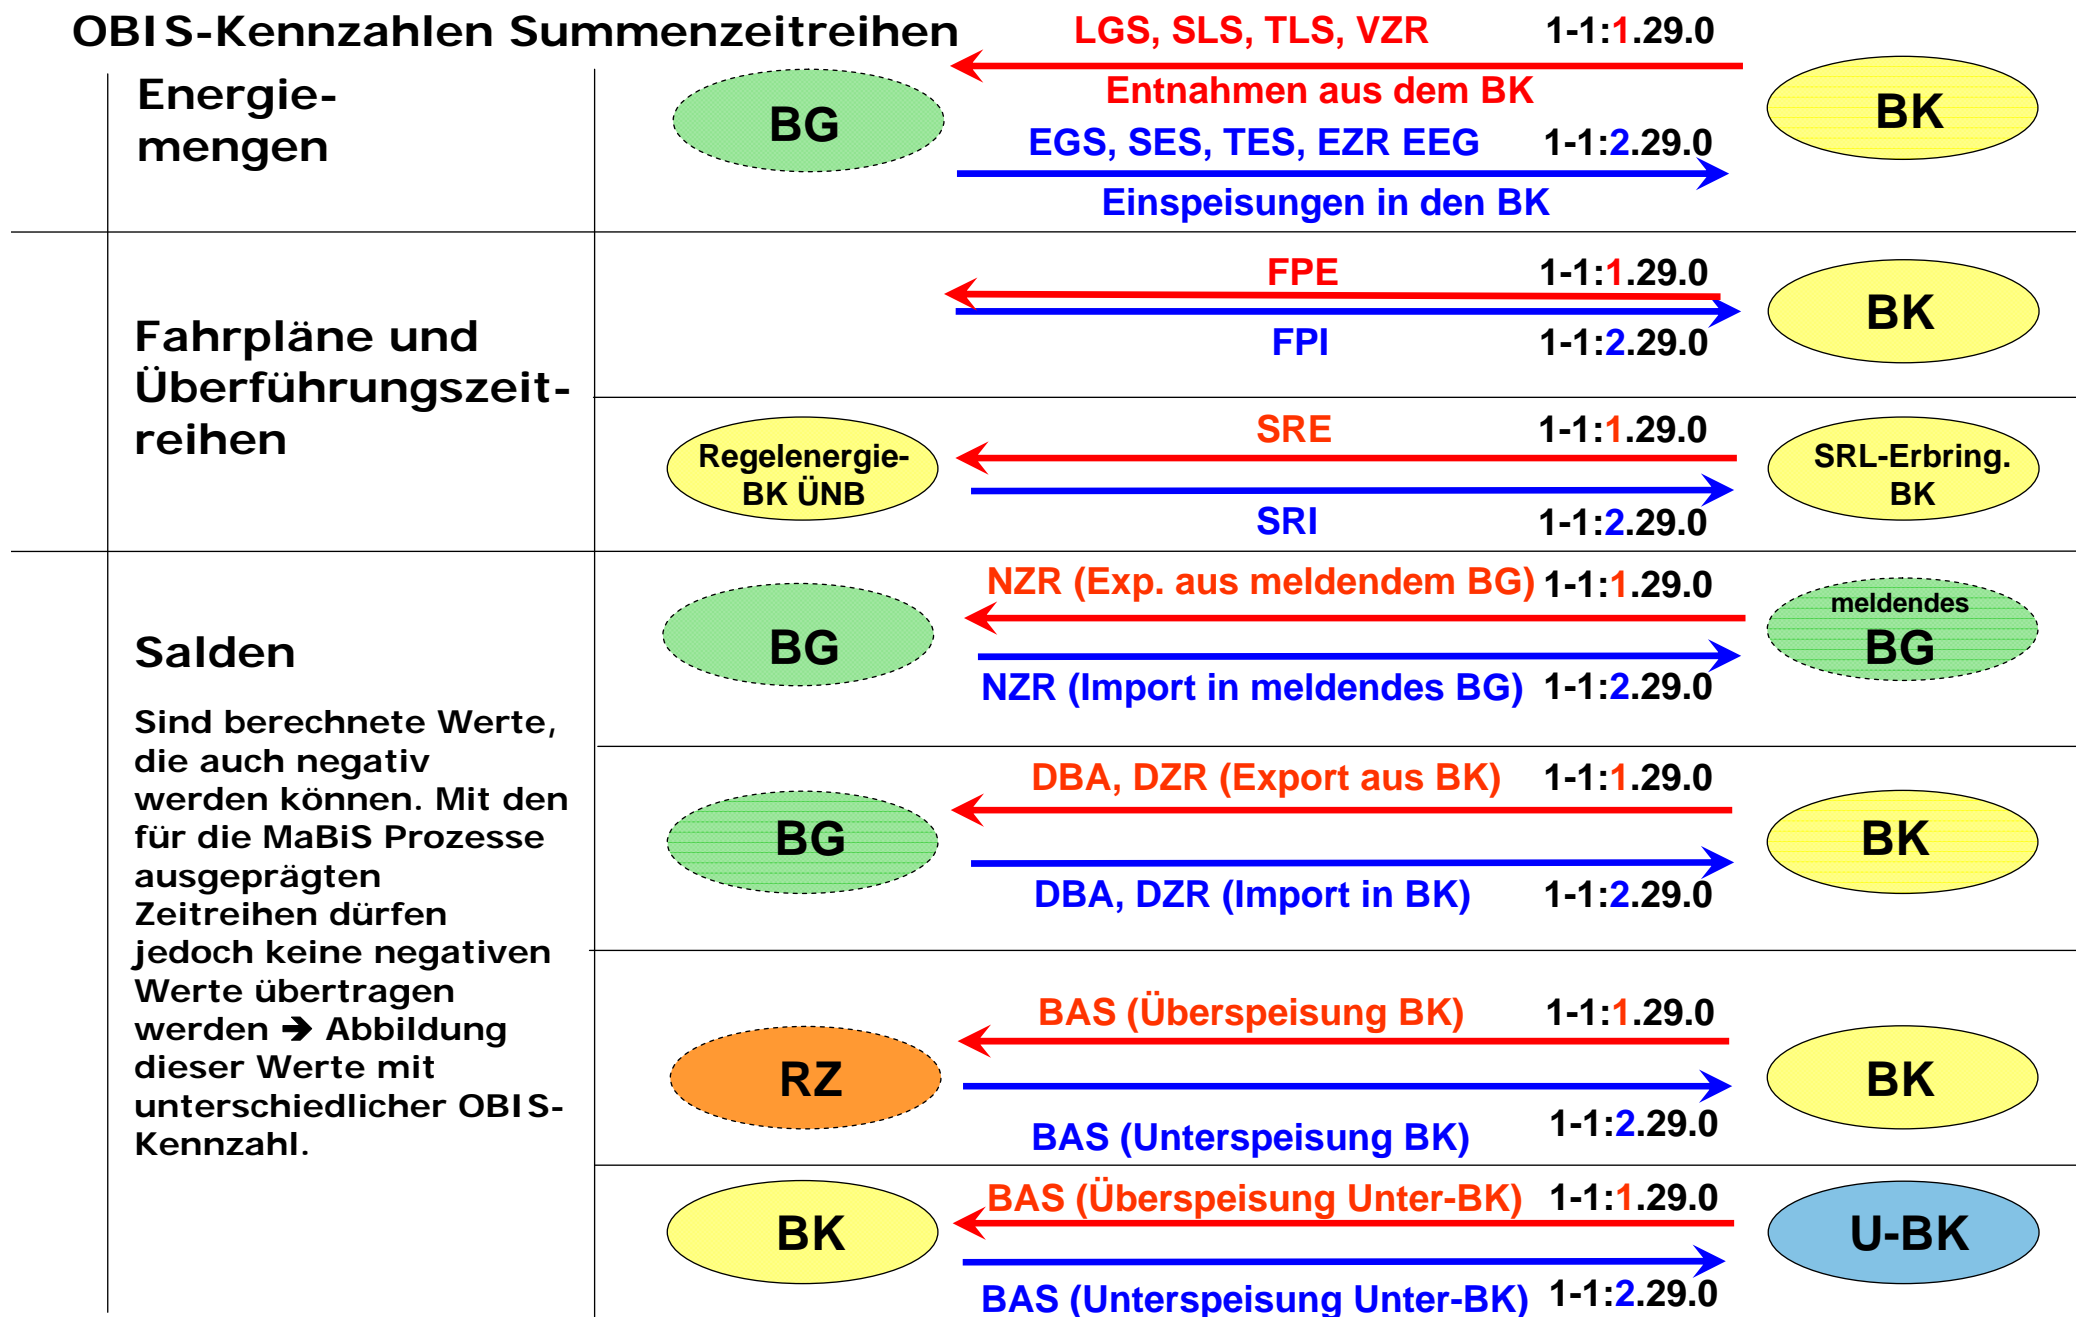 OBIS-Kennzahlen Summenzeitreihen
LGS, SLS, TLS, VZR 1-1:1.29.0
Energie-
mengen
BG
Entnahmen aus dem BK
BK
EGS, SES, TES, EZR EEG 1-1:2.29.0
Einspeisungen in den BK
Fahrpläne und
Überführungszeit-
reihen
FPE 1-1:1.29.0
BK
FPI 1-1:2.29.0
Regelenergie-
BK ÜNB
SRE 1-1:1.29.0
SRL-Erbring.
BK
SRI 1-1:2.29.0
Salden
Sind berechnete Werte,
die auch negativ
werden können. Mit den
für die MaBiS Prozesse
ausgeprägten
Zeitreihen dürfen
jedoch keine negativen
Werte übertragen
werden ➔ Abbildung
dieser Werte mit
unterschiedlicher OBIS-
Kennzahl.
NZR (Exp. aus meldendem BG) 1-1:1.29.0
BG
meldendes
BG
NZR (Import in meldendes BG) 1-1:2.29.0
DBA, DZR (Export aus BK) 1-1:1.29.0
BG
BK
DBA, DZR (Import in BK) 1-1:2.29.0
BAS (Überspeisung BK) 1-1:1.29.0
RZ
BK
BAS (Unterspeisung BK) 1-1:2.29.0
BAS (Überspeisung Unter-BK) 1-1:1.29.0
BK
U-BK
BAS (Unterspeisung Unter-BK) 1-1:2.29.0